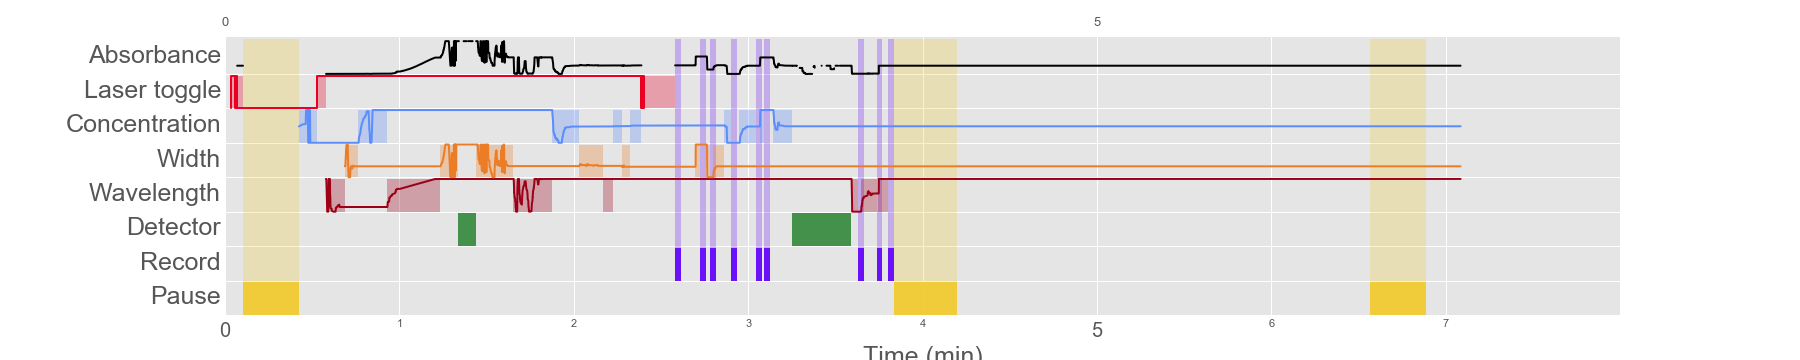 0 5
Absorbance
Laser toggle
Concentration
Width
Wavelength
Detector
Record
Pause
0 1 2 3 4 5 6 7
Time (min)